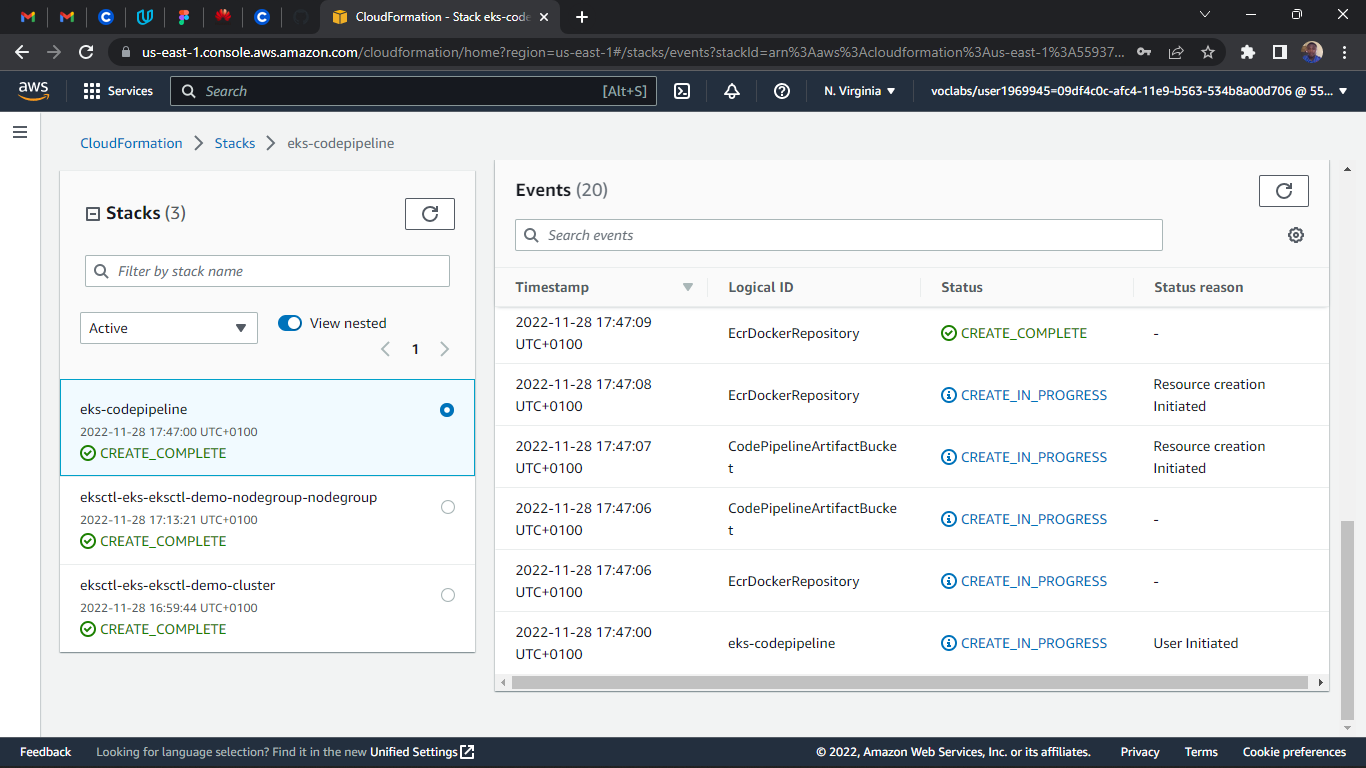 CloudFormation - Stack eks-code
us-east-1.console.aws.amazon.com/cloudformation/home?region=us-east-1#/stacks/events?stackId=arn%3Aaws%3Acloudformation%3Aus-east-1%3A55937...
aws
Services
Search
[Alt+S]
N. Virginia
voclabs/user1969945=09df4c0c-afc4-11e9-b563-534b8a00d706 @ 55...
CloudFormation
Stacks
eks-codepipeline
Stacks (3)
Filter by stack name
Active
View nested
1
eks-codepipeline
2022-11-28 17:47:00 UTC+0100
CREATE_COMPLETE
eksctl-eks-eksctl-demo-nodegroup-nodegroup
2022-11-28 17:13:21 UTC+0100
CREATE_COMPLETE
eksctl-eks-eksctl-demo-cluster
2022-11-28 16:59:44 UTC+0100
CREATE_COMPLETE
Events (20)
Search events
Timestamp
Logical ID
Status
Status reason
2022-11-28 17:47:09
UTC+0100
EcrDockerRepository
CREATE_COMPLETE
-
2022-11-28 17:47:08
UTC+0100
EcrDockerRepository
CREATE_IN_PROGRESS
Resource creation
Initiated
2022-11-28 17:47:07
UTC+0100
CodePipelineArtifactBucke
t
CREATE_IN_PROGRESS
Resource creation
Initiated
2022-11-28 17:47:06
UTC+0100
CodePipelineArtifactBucke
t
CREATE_IN_PROGRESS
-
2022-11-28 17:47:06
UTC+0100
EcrDockerRepository
CREATE_IN_PROGRESS
-
2022-11-28 17:47:00
UTC+0100
eks-codepipeline
CREATE_IN_PROGRESS
User Initiated
Feedback
Looking for language selection? Find it in the new Unified Settings
© 2022, Amazon Web Services, Inc. or its affiliates.
Privacy
Terms
Cookie preferences